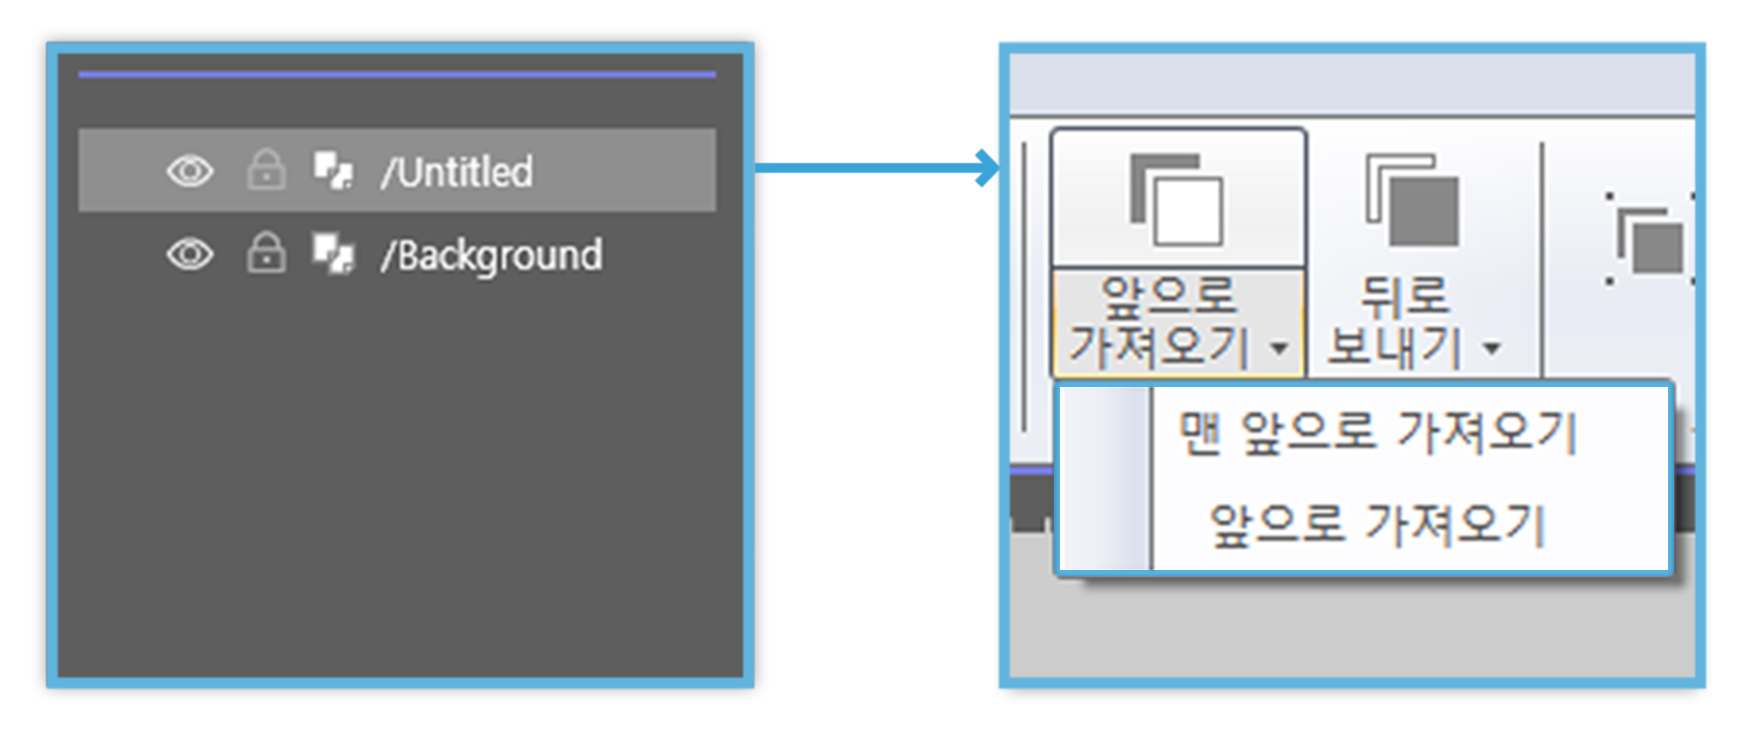 /Untitled
/Background
앞으로
가져오기
뒤로
보내기
맨 앞으로 가져오기
앞으로 가져오기